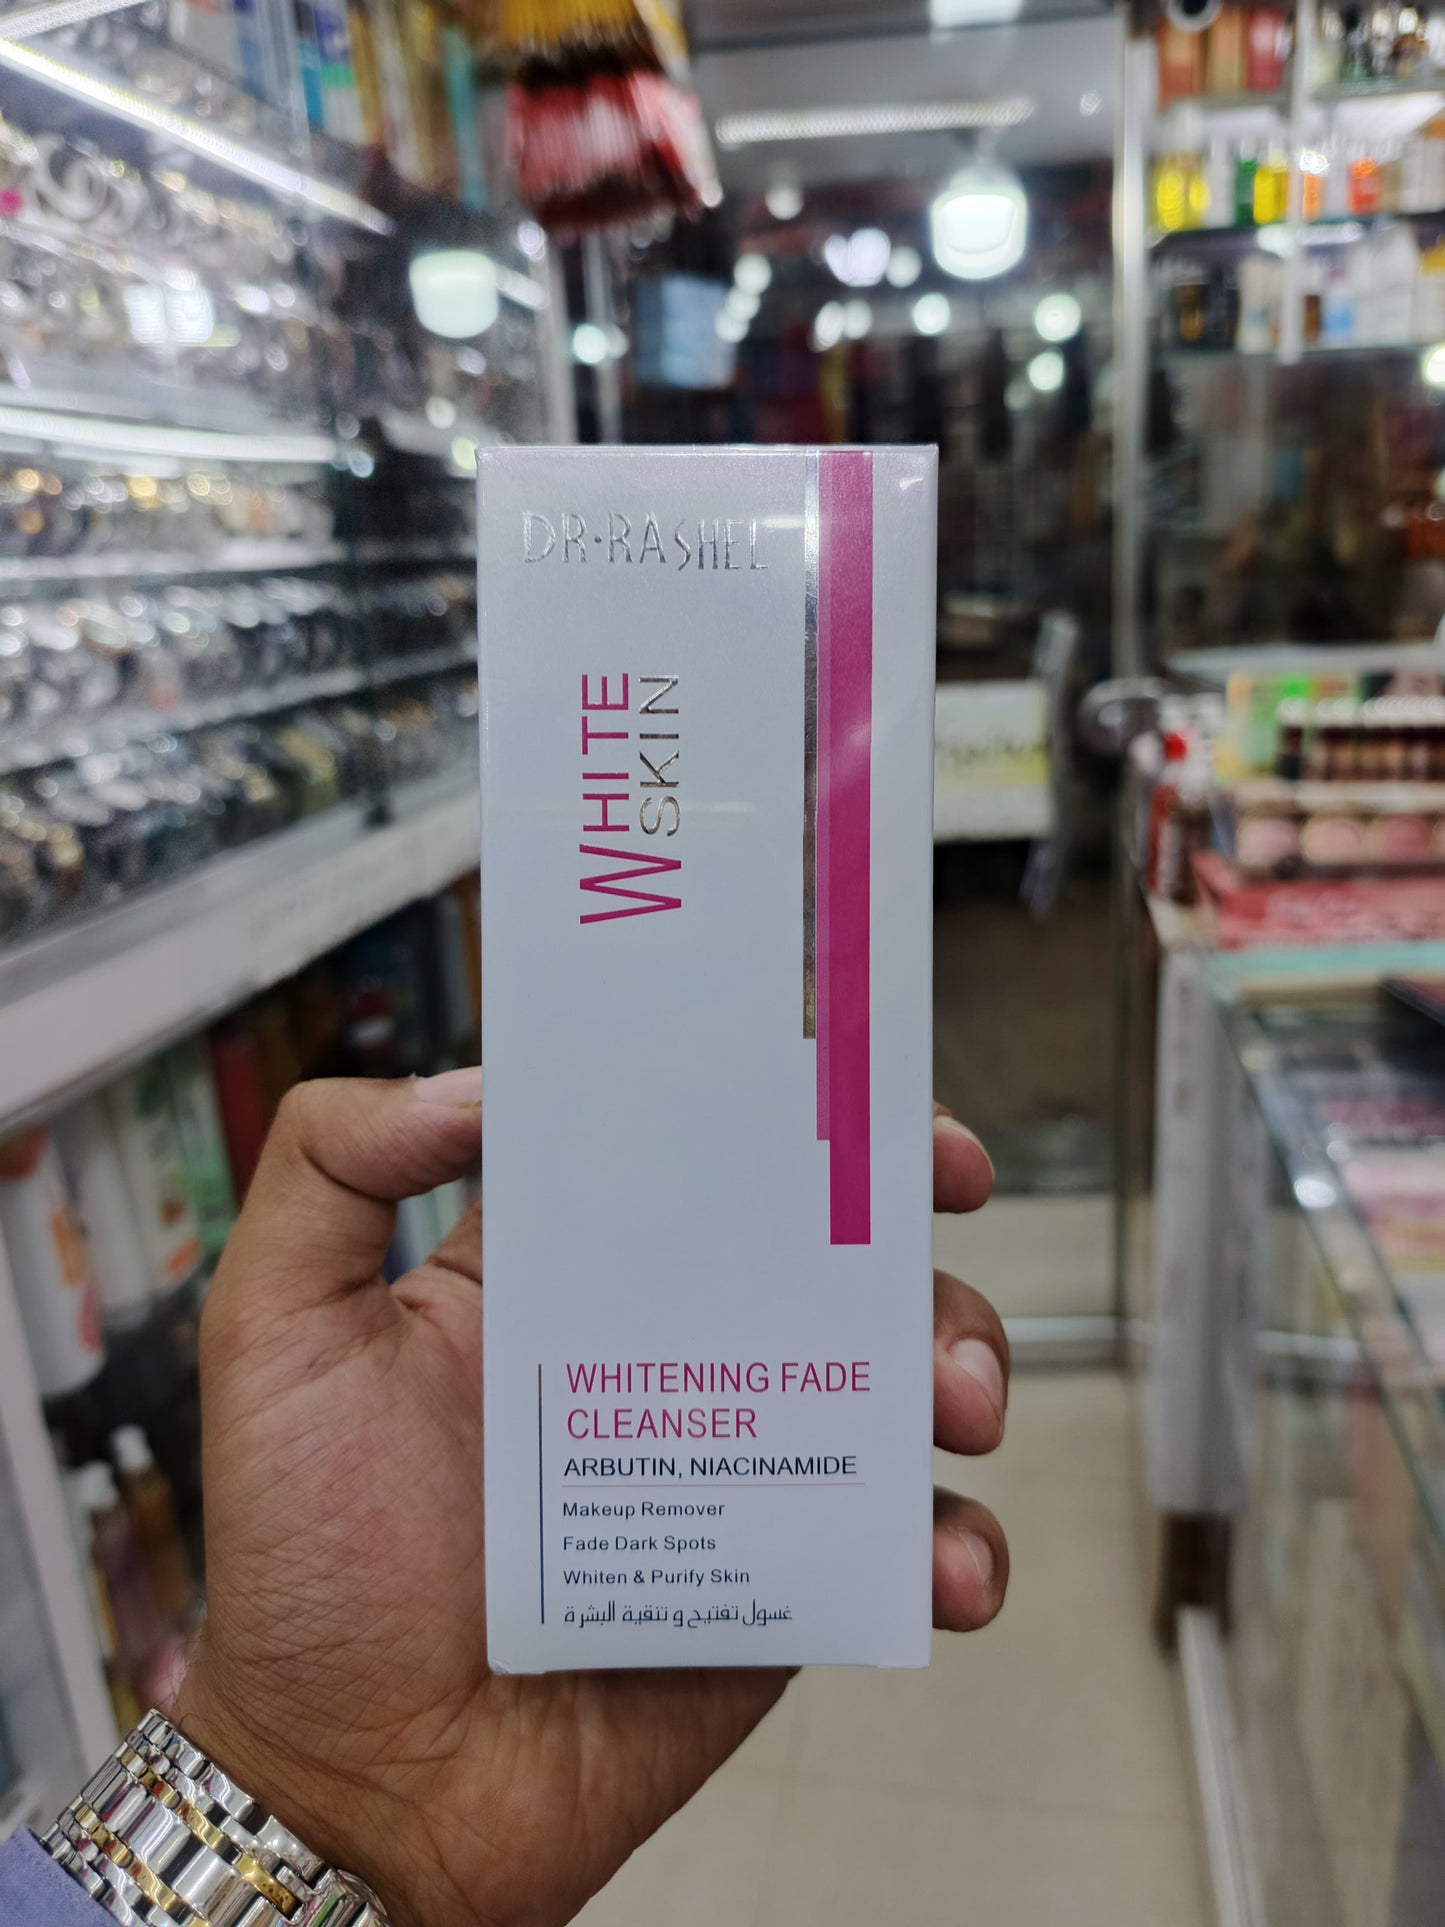 DR·RASHEL
WHITE
SKIN
WHITENING FADE
CLEANSER
ARBUTIN, NIACINAMIDE
Makeup Remover
Fade Dark Spots
Whiten & Purify Skin
غسول تفتيح و تنقية البشرة